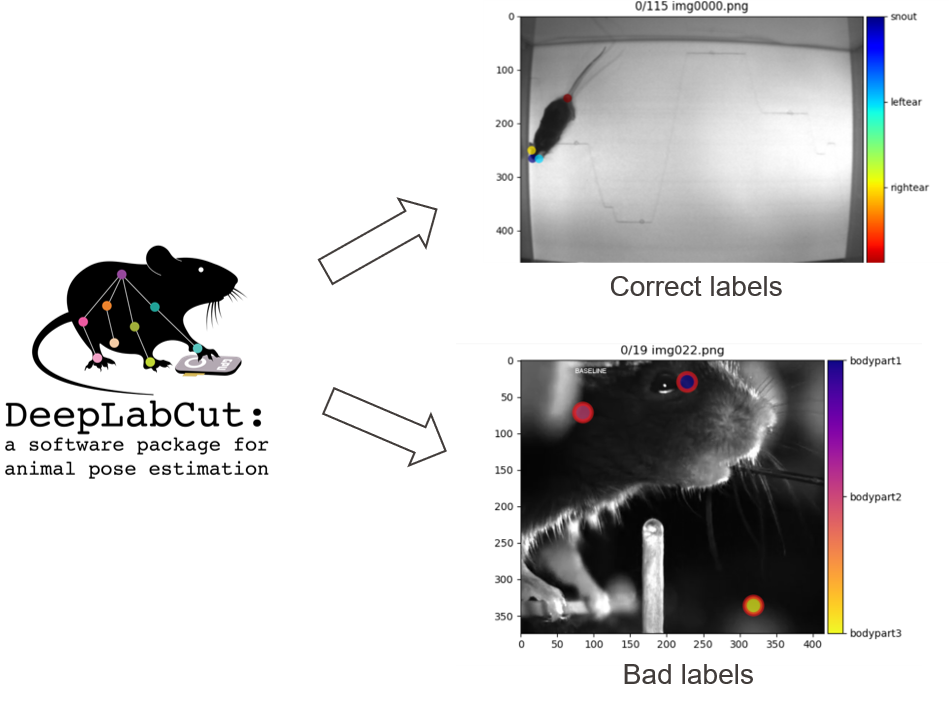 0/115 img0000.png
0
100
200
300
400
snout
leftear
rightear
Correct labels
DeepLabCut:
a software package for
animal pose estimation
0/19 img022.png
BASELINE
0
50
100
150
200
250
300
350
0 50 100 150 200 250 300 350 400
bodypart1
bodypart2
bodypart3
Bad labels